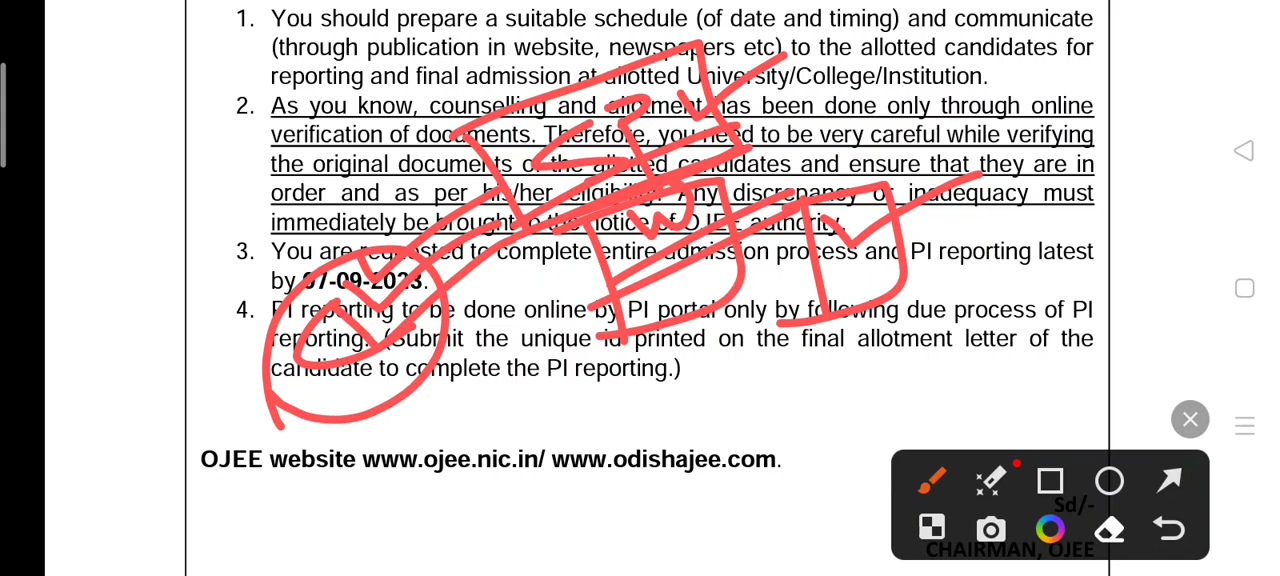 1. You should prepare a suitable schedule (of date and timing) and communicate
(through publication in website, newspapers etc) to the allotted candidates for
reporting and final admission at allotted University/College/Institution.
2. As you know, counselling and allotment has been done only through online
verification of documents. Therefore, you need to be very careful while verifying
the original documents of the allotted candidates and ensure that they are in
order and as per his/her eligibility. Any discrepancy or inadequacy must
immediately be brought to the notice of OJEE authority.
3. You are requested to complete entire admission process and PI reporting latest
by 07-09-2023.
4. PI reporting to be done online by PI portal only by following due process of PI
reporting. (Submit the unique id printed on the final allotment letter of the
candidate to complete the PI reporting.)
OJEE website www.ojee.nic.in/ www.odishajee.com.
Sd/-
CHAIRMAN, OJEE